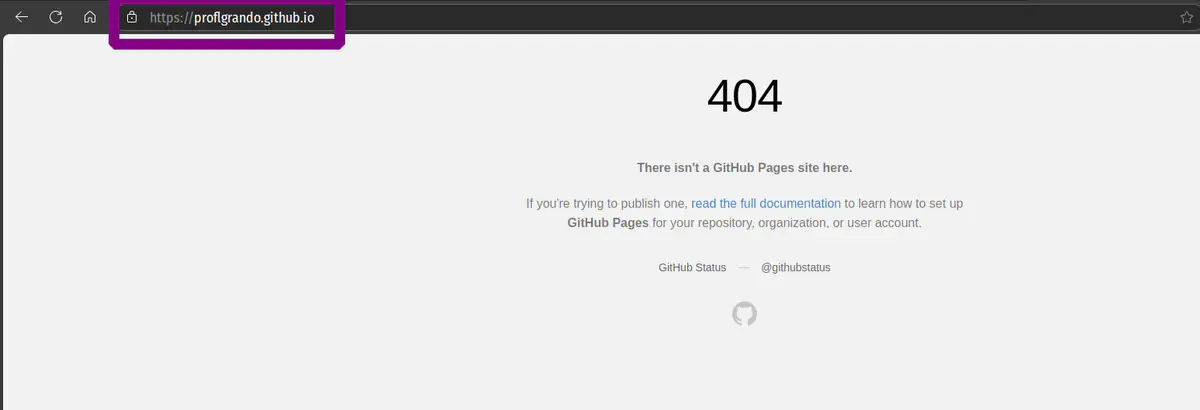 https://proflgrando.github.io
404
There isn't a GitHub Pages site here.
If you're trying to publish one, read the full documentation to learn how to set up
GitHub Pages for your repository, organization, or user account.
GitHub Status — @githubstatus